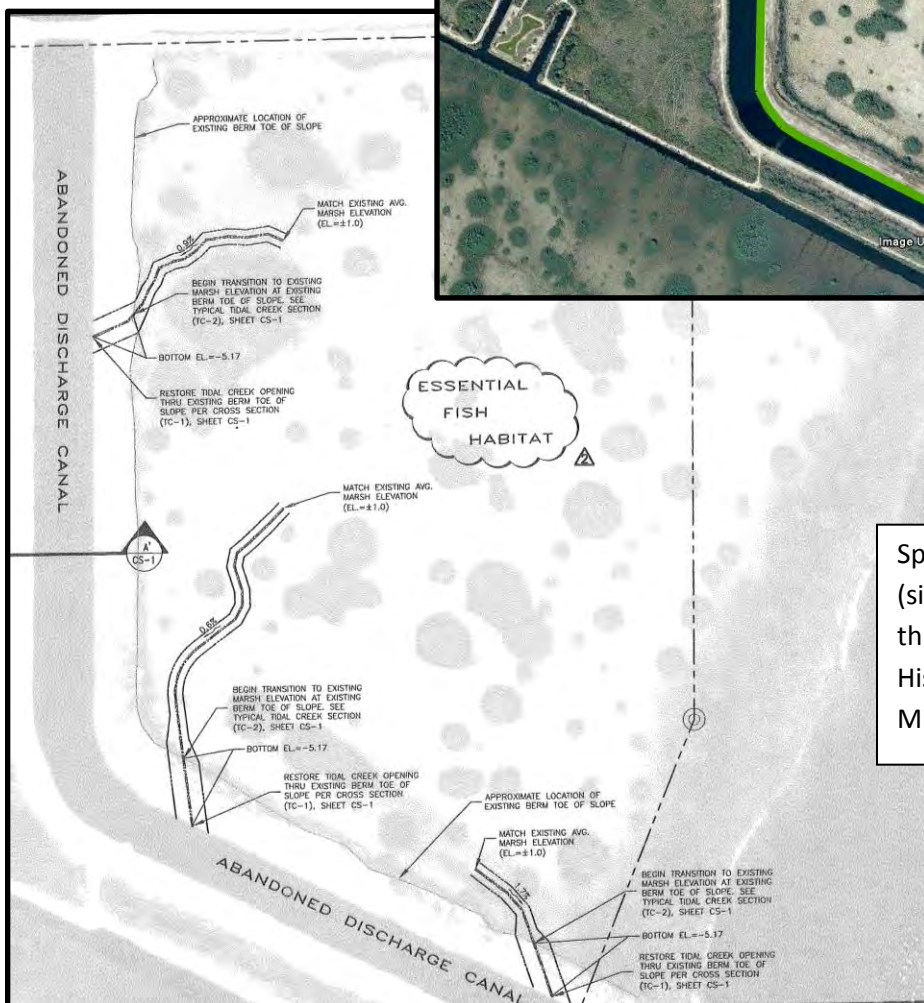 APPROXIMATE LOCATION OF
EXISTING BERM TOE OF SLOPE
ABANDONED DISCHARGE CANAL
MATCH EXISTING AVG.
MARSH ELEVATION
(EL.=±1.0)
0.9%
BEGIN TRANSITION TO EXISTING
MARSH ELEVATION AT EXISTING
BERM TOE OF SLOPE. SEE
TYPICAL TIDAL CREEK SECTION
(TC-2), SHEET CS-1
BOTTOM EL.=-5.17
RESTORE TIDAL CREEK OPENING
THRU EXISTING BERM TOE OF
SLOPE PER CROSS SECTION
(TC-1), SHEET CS-1
Image U
ESSENTIAL
FISH
HABITAT
2
MATCH EXISTING AVG.
MARSH ELEVATION
(EL.=±1.0)
A'
CS-1
0.6%
BEGIN TRANSITION TO EXISTING
MARSH ELEVATION AT EXISTING
BERM TOE OF SLOPE. SEE
TYPICAL TIDAL CREEK SECTION
(TC-2), SHEET CS-1
BOTTOM EL.=-5.17
RESTORE TIDAL CREEK OPENING
THRU EXISTING BERM TOE OF
SLOPE PER CROSS SECTION
(TC-1), SHEET CS-1
APPROXIMATE LOCATION OF
EXISTING BERM TOE OF SLOPE
MATCH EXISTING AVG.
MARSH ELEVATION
(EL.=±1.0)
BEGIN TRANSITION TO EXISTING
MARSH ELEVATION AT EXISTING
BERM TOE OF SLOPE. SEE
TYPICAL TIDAL CREEK SECTION
(TC-2), SHEET CS-1
BOTTOM EL.=-5.17
RESTORE TIDAL CREEK OPENING
THRU EXISTING BERM TOE OF
SLOPE PER CROSS SECTION
(TC-1), SHEET CS-1
ABANDONED DISCHARGE CANAL
Sp
(si
th
His
M